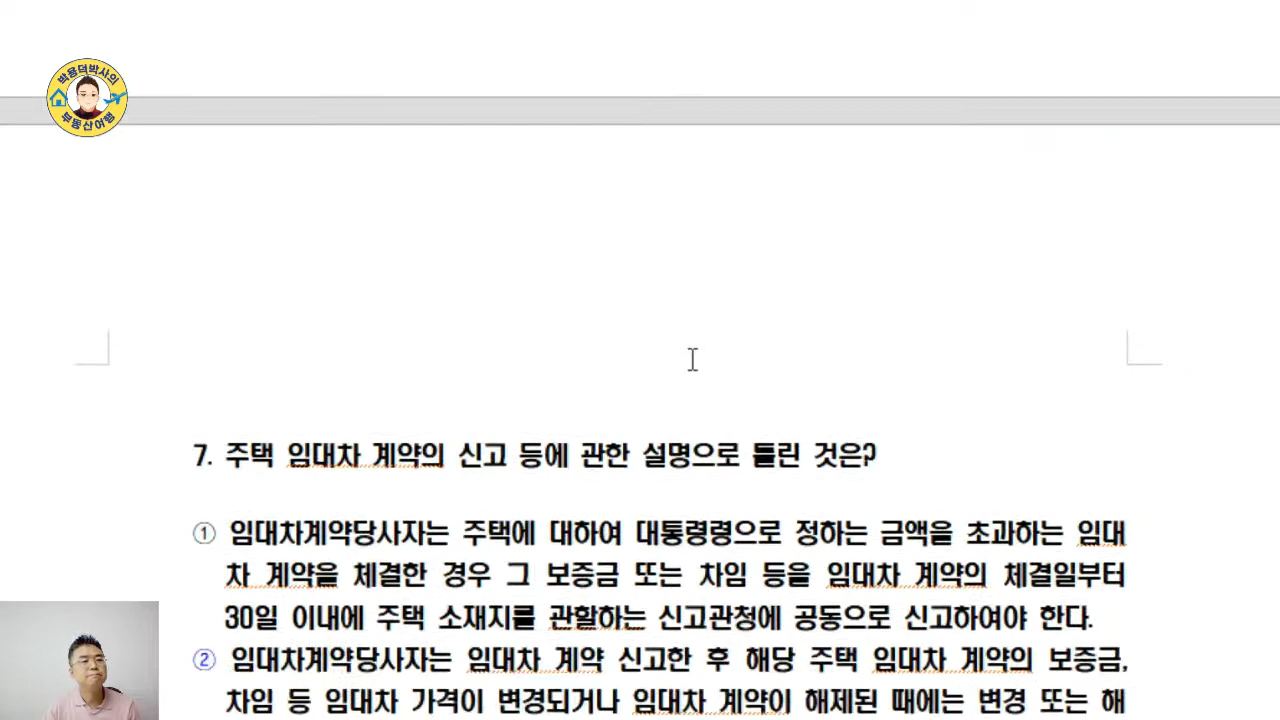 박용덕박사의
부동산여행
7. 주택 임대차 계약의 신고 등에 관한 설명으로 틀린 것은?
① 임대차계약당사자는 주택에 대하여 대통령령으로 정하는 금액을 초과하는 임대
차 계약을 체결한 경우 그 보증금 또는 차임 등을 임대차 계약의 체결일부터
30일 이내에 주택 소재지를 관할하는 신고관청에 공동으로 신고하여야 한다.
② 임대차계약당사자는 임대차 계약 신고한 후 해당 주택 임대차 계약의 보증금,
차임 등 임대차 가격이 변경되거나 임대차 계약이 해제된 때에는 변경 또는 해